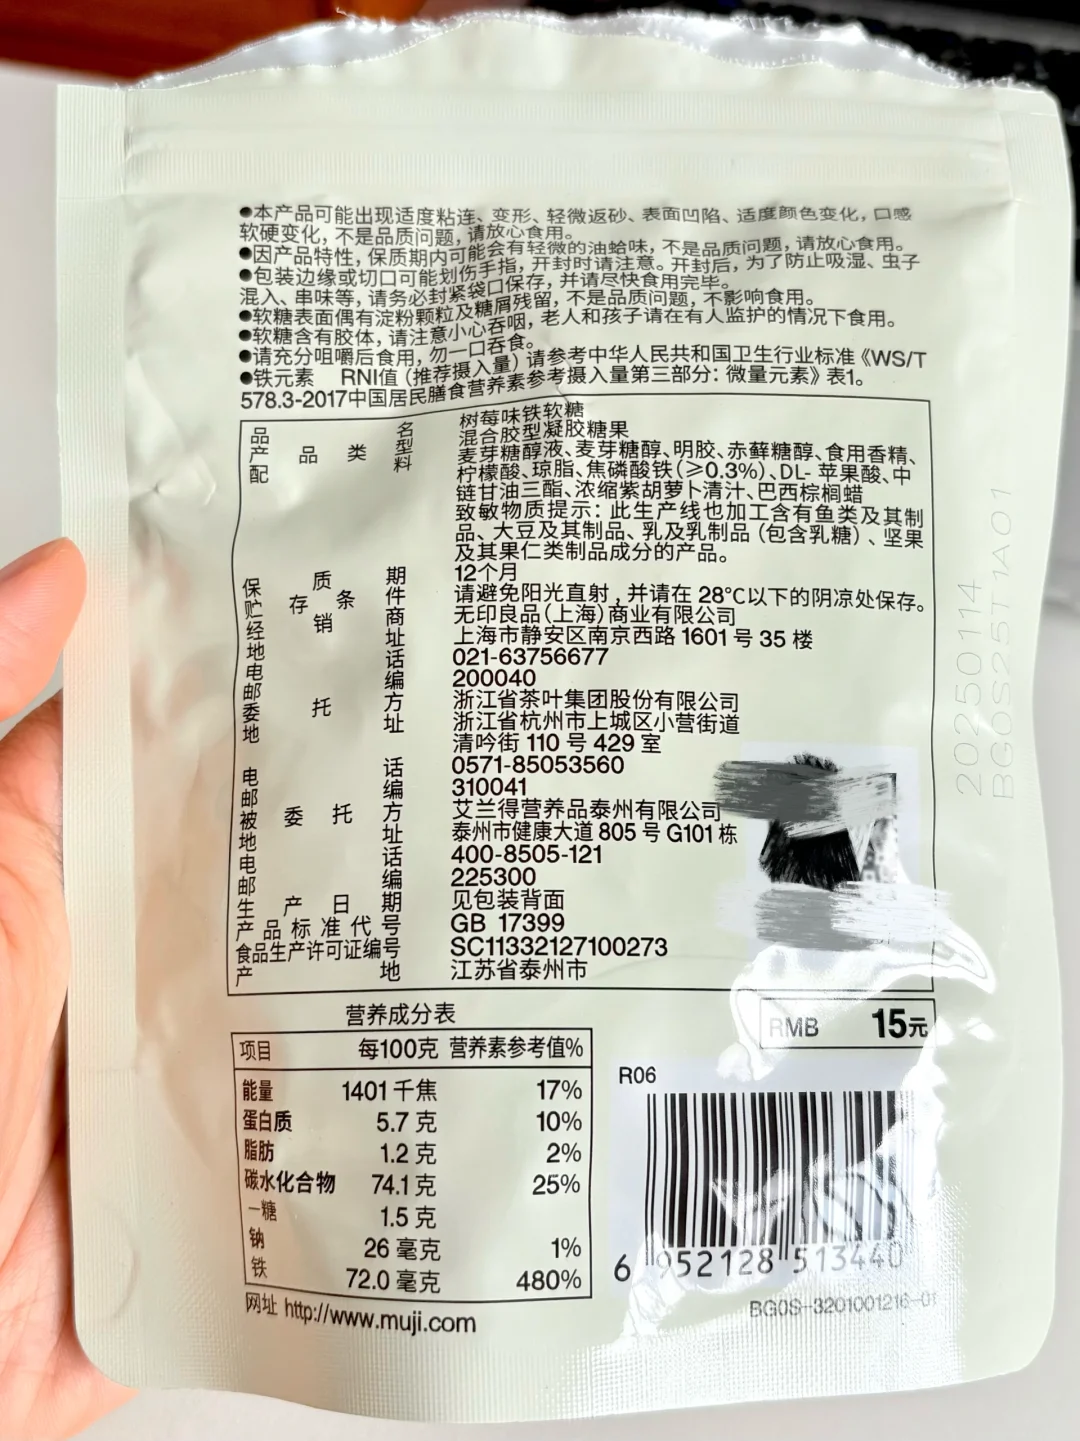 ●本产品可能出现适度粘连、变形、轻微返砂、表面凹陷、适度颜色变化，口感
软硬变化，不是品质问题，请放心食用。
●因产品特性，保质期内可能会有轻微的油蛤味，不是品质问题，请放心食用。
●包装边缘或切口可能划伤手指，开封时请注意。开封后，为了防止吸湿、虫子
混入、串味等，请务必封紧袋口保存，并请尽快食用完毕。
●软糖表面偶有淀粉颗粒及糖屑残留，不是品质问题，不影响食用。
●软糖含有胶体，请注意小心吞咽，老人和孩子请在有人监护的情况下食用。
●请充分咀嚼后食用，勿一口吞食。
●铁元素 RNI值（推荐摄入量）请参考中华人民共和国卫生行业标准《WS/T
578.3-2017中国居民膳食营养素参考摄入量第三部分：微量元素》表1。
品名 树莓味铁软糖
产品类型 混合胶型凝胶糖果
配料 麦芽糖醇液、麦芽糖醇、明胶、赤藓糖醇、食用香精、
柠檬酸、琼脂、焦磷酸铁（≥0.3%）、DL- 苹果酸、中
链甘油三酯、浓缩紫胡萝卜清汁、巴西棕榈蜡
致敏物质提示：此生产线也加工含有鱼类及其制
品、大豆及其制品、乳及乳制品（包含乳糖）、坚果
及其果仁类制品成分的产品。
保质期 12个月
贮存条件 请避免阳光直射，并请在 28℃以下的阴凉处保存。
经销商 无印良品（上海）商业有限公司
地址 上海市静安区南京西路 1601 号 35 楼
电话 021-63756677
邮编 200040
委托方 浙江省茶叶集团股份有限公司
地址 浙江省杭州市上城区小营街道
清吟街 110 号 429 室
电话 0571-85053560
邮编 310041
被委托方 艾兰得营养品泰州有限公司
地址 泰州市健康大道 805 号 G101 栋
电话 400-8505-121
邮编 225300
生产日期 见包装背面
产品标准代号 GB 17399
食品生产许可证编号 SC11332127100273
产地 江苏省泰州市
20250114
BG0S25T1A01
RMB 15元
营养成分表
项目 每100克 营养素参考值%
能量 1401 千焦 17%
蛋白质 5.7 克 10%
脂肪 1.2 克 2%
碳水化合物 74.1 克 25%
—糖 1.5 克
钠 26 毫克 1%
铁 72.0 毫克 480%
网址 http://www.muji.com
R06
6 952128 513440
BG0S-3201001216-01